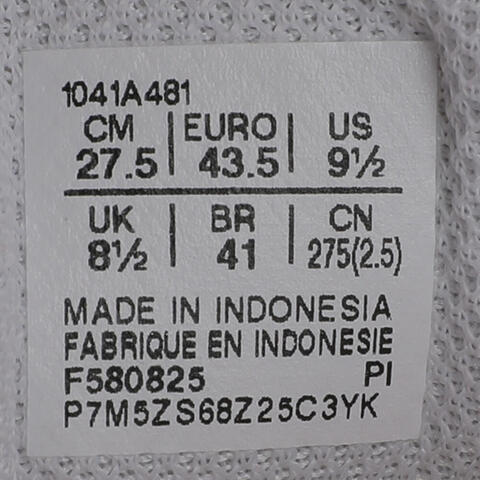 1041A481
CM | EURO | US
27.5 | 43.5 | 9½
UK | BR | CN
8½ | 41 | 275(2.5)
MADE IN INDONESIA
FABRIQUE EN INDONESIE
F580825 PI
P7M5ZS68Z25C3YK